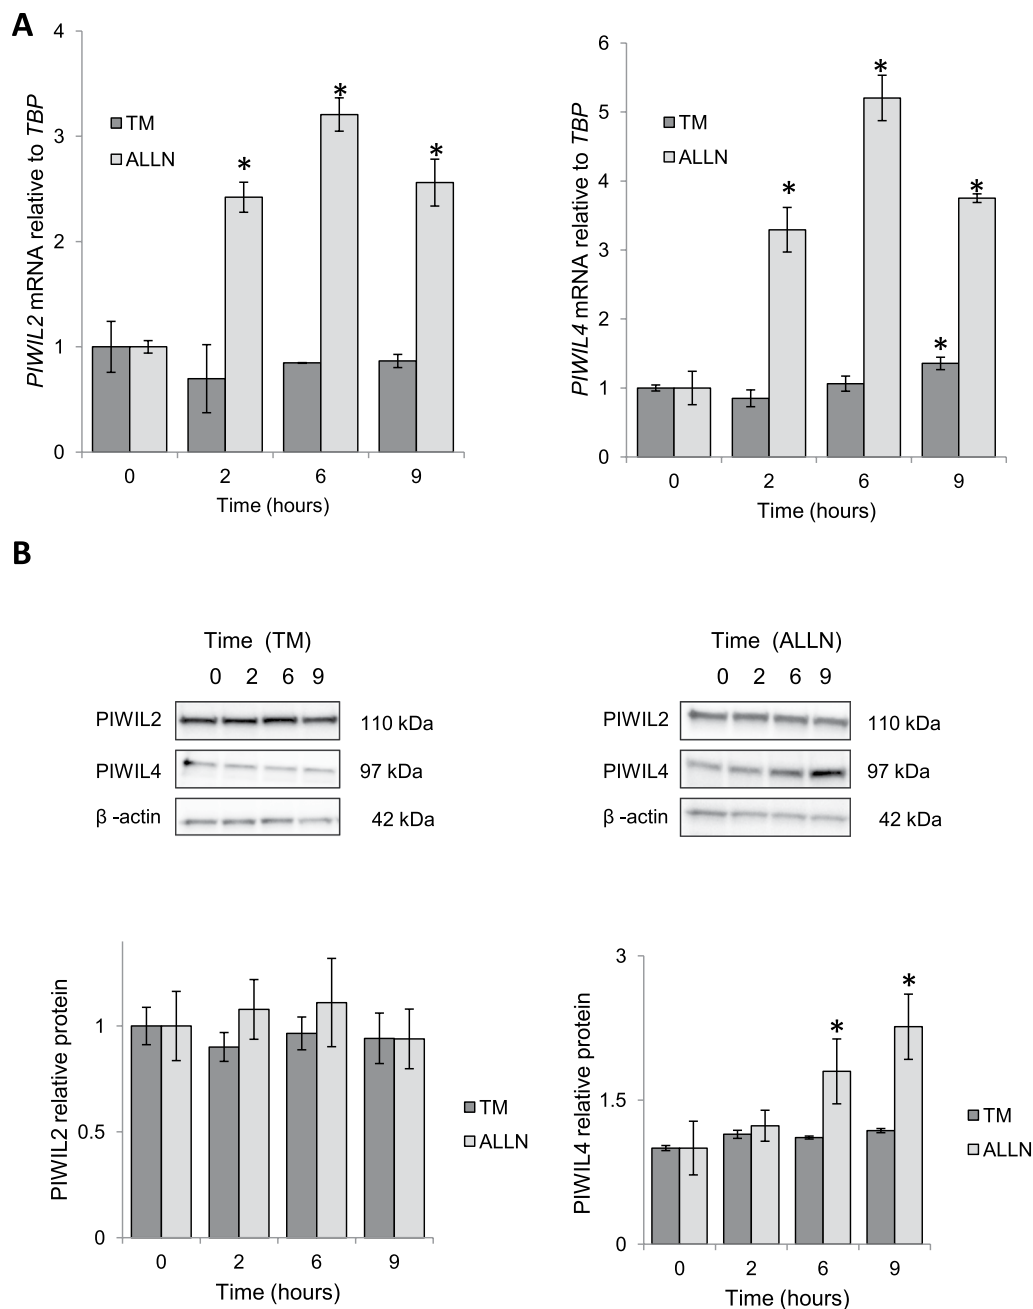 A
PIWIL2 mRNA relative to TBP
4
3
2
1
0
TM
ALLN
*
*
*
0 2 6 9
Time (hours)
PIWIL4 mRNA relative to TBP
6
5
4
3
2
1
0
TM
ALLN
*
*
*
*
0 2 6 9
Time (hours)
B
Time (TM)
0 2 6 9
PIWIL2 110 kDa
PIWIL4 97 kDa
β -actin 42 kDa
Time (ALLN)
0 2 6 9
PIWIL2 110 kDa
PIWIL4 97 kDa
β -actin 42 kDa
PIWIL2 relative protein
1
0.5
0
TM
ALLN
0 2 6 9
Time (hours)
PIWIL4 relative protein
3
1.5
0
*
*
TM
ALLN
0 2 6 9
Time (hours)